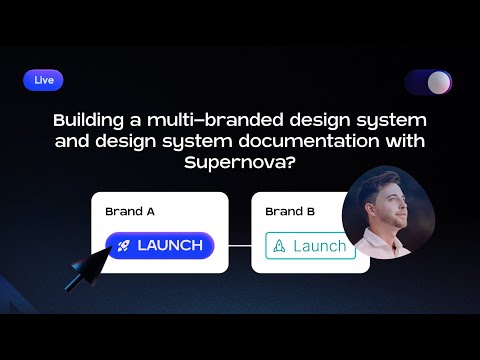 Live
Building a multi-branded design system
and design system documentation with
Supernova?
Brand A
LAUNCH
Brand B
Launch